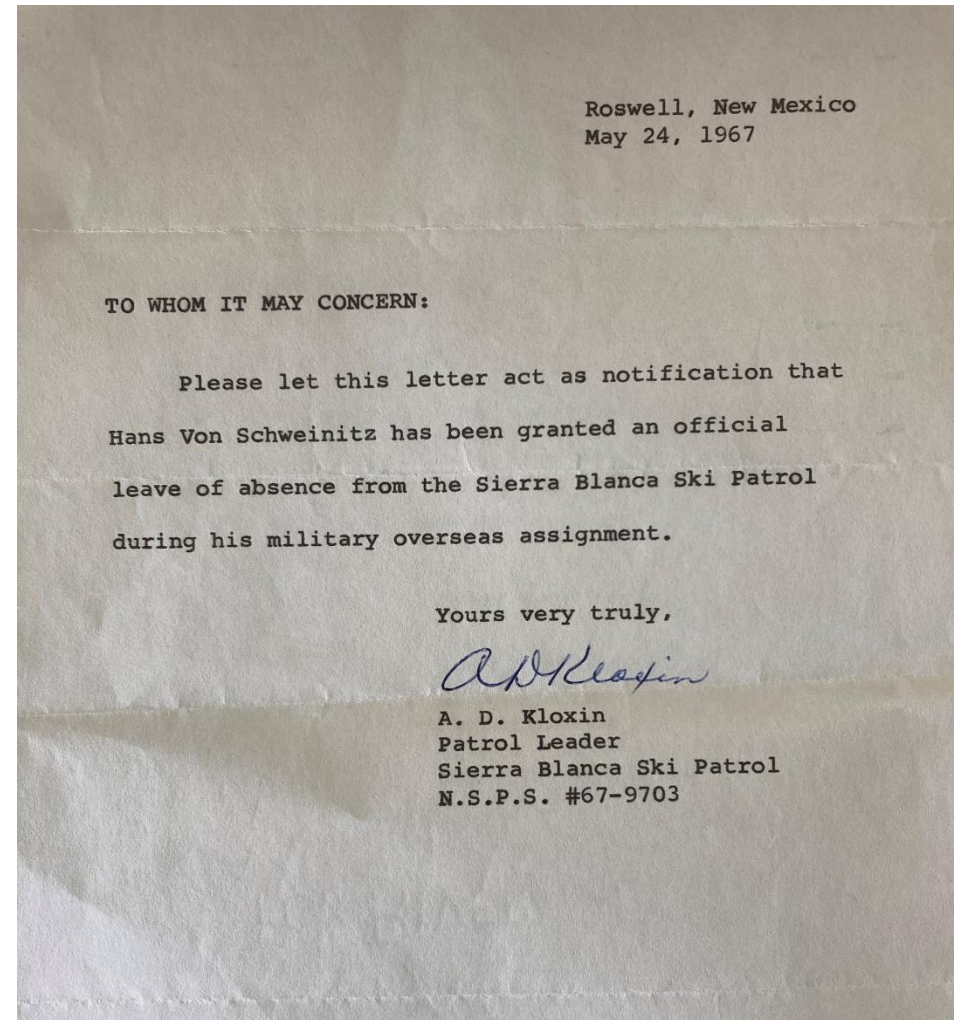 Roswell, New Mexico
May 24, 1967
TO WHOM IT MAY CONCERN:
Please let this letter act as notification that
Hans Von Schweinitz has been granted an official
leave of absence from the Sierra Blanca Ski Patrol
during his military overseas assignment.
Yours very truly,
A D Kloxin
A. D. Kloxin
Patrol Leader
Sierra Blanca Ski Patrol
N.S.P.S. #67-9703